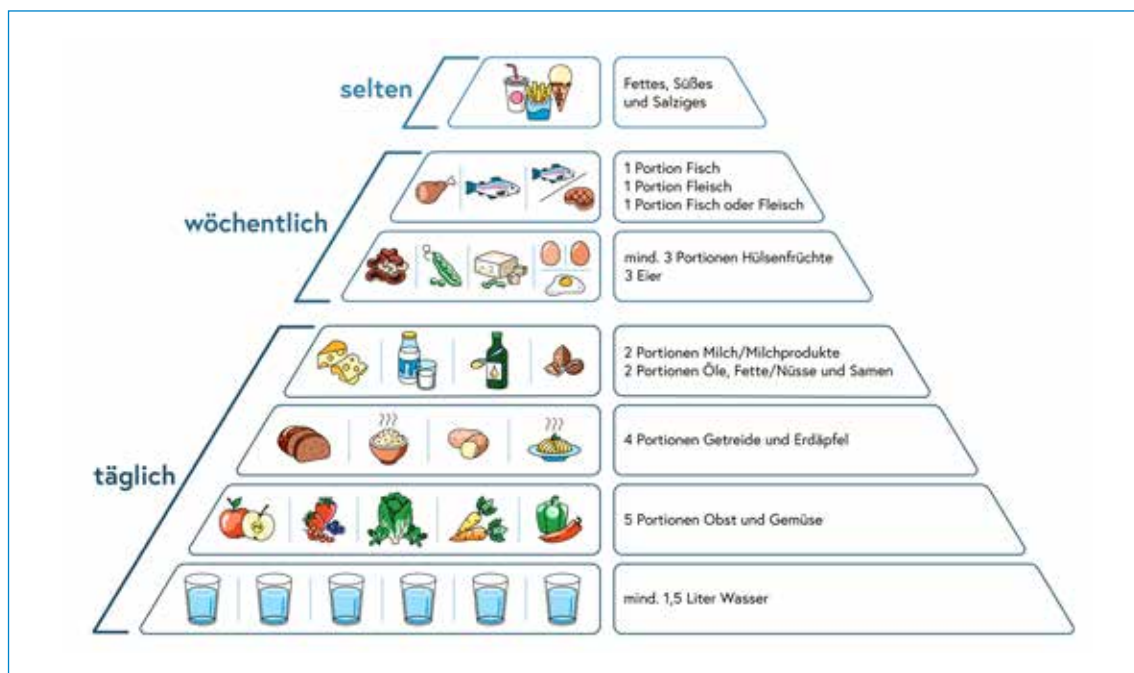 selten
Fettes, Süßes
und Salziges
wöchentlich
1 Portion Fisch
1 Portion Fleisch
1 Portion Fisch oder Fleisch
mind. 3 Portionen Hülsenfrüchte
3 Eier
täglich
2 Portionen Milch/Milchprodukte
2 Portionen Öle, Fette/Nüsse und Samen
4 Portionen Getreide und Erdäpfel
5 Portionen Obst und Gemüse
mind. 1,5 Liter Wasser